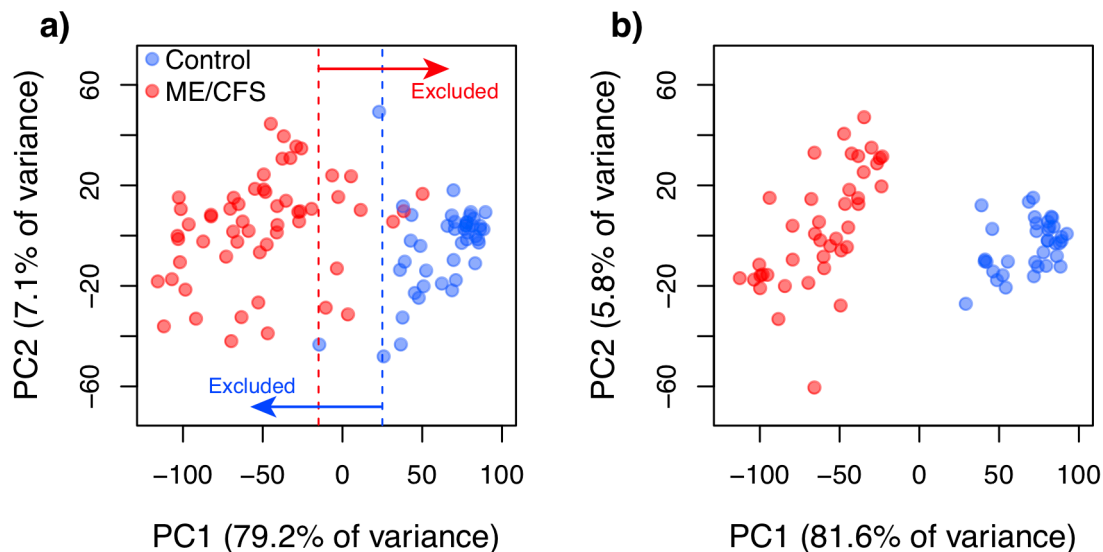 a)
Control
ME/CFS
Excluded
Excluded
60
20
−20
−60
PC2 (7.1% of variance)
−100 −50 0 50 100
PC1 (79.2% of variance)
b)
60
20
−20
−60
PC2 (5.8% of variance)
−100 −50 0 50 100
PC1 (81.6% of variance)